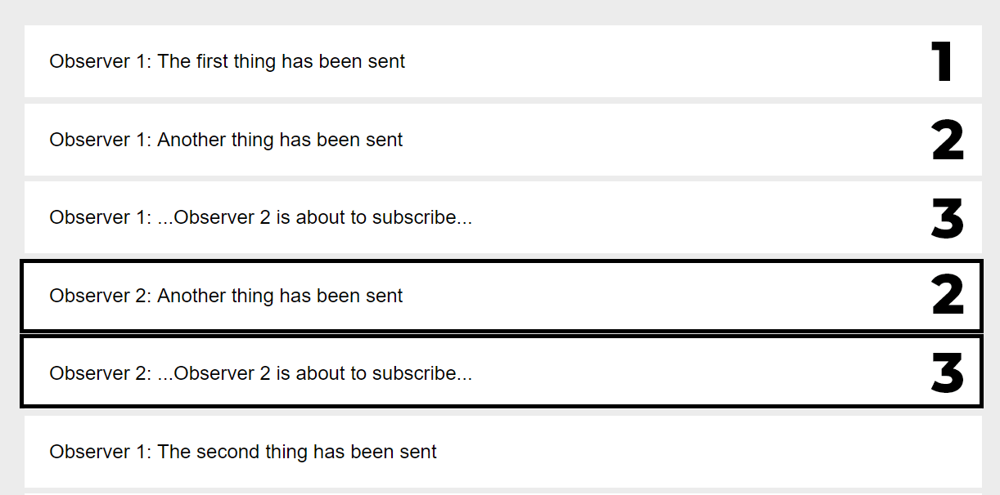 Observer 1: The first thing has been sent 1
Observer 1: Another thing has been sent 2
Observer 1: ...Observer 2 is about to subscribe... 3
Observer 2: Another thing has been sent 2
Observer 2: ...Observer 2 is about to subscribe... 3
Observer 1: The second thing has been sent